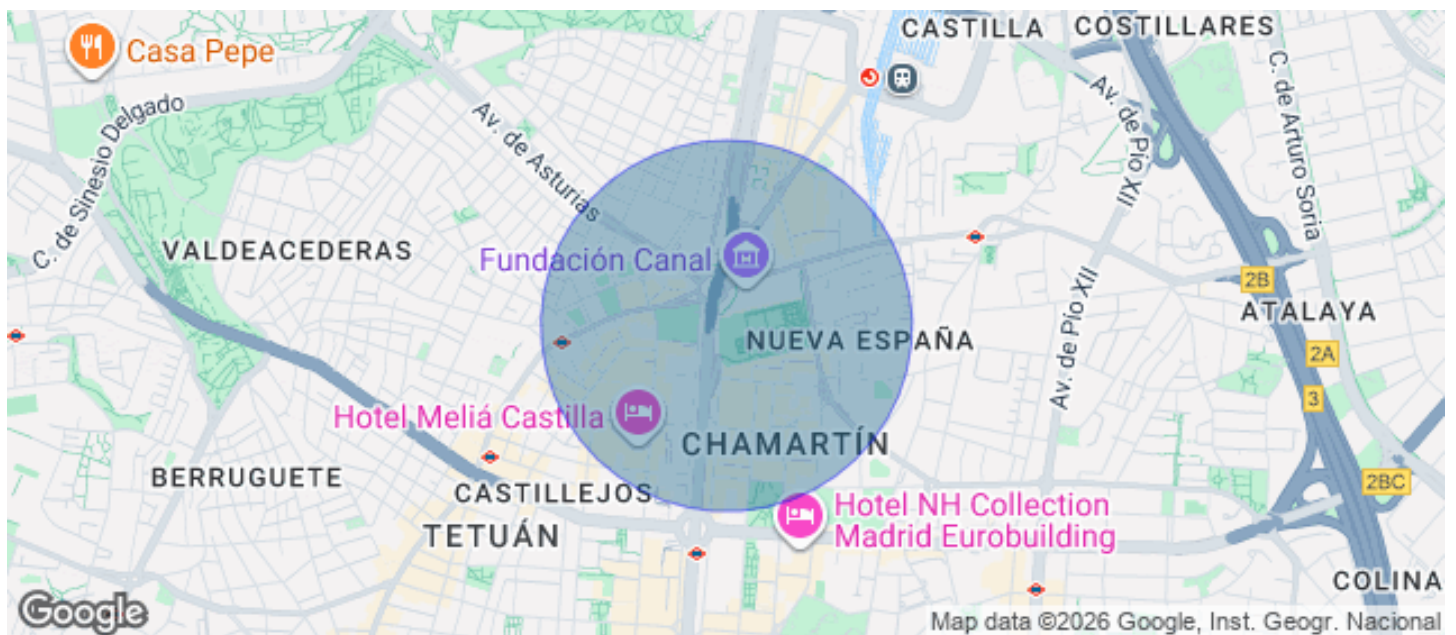 CASTILLA
COSTILLARES
Casa Pepe
C. de Sinesio Delgado
Av. de Asturias
Av. de Pío XII
C. de Arturo Soria
VALDEACEDERAS
Fundación Canal
2B
ATALAYA
NUEVA ESPAÑA
Av. de Pío XII
2A
3
Hotel Meliá Castilla
CHAMARTÍN
BERRUGUETE
CASTILLEJOS
2BC
TETUÁN
Hotel NH Collection
Madrid Eurobuilding
COLINA
Google
Map data ©2026 Google, Inst. Geogr. Nacional